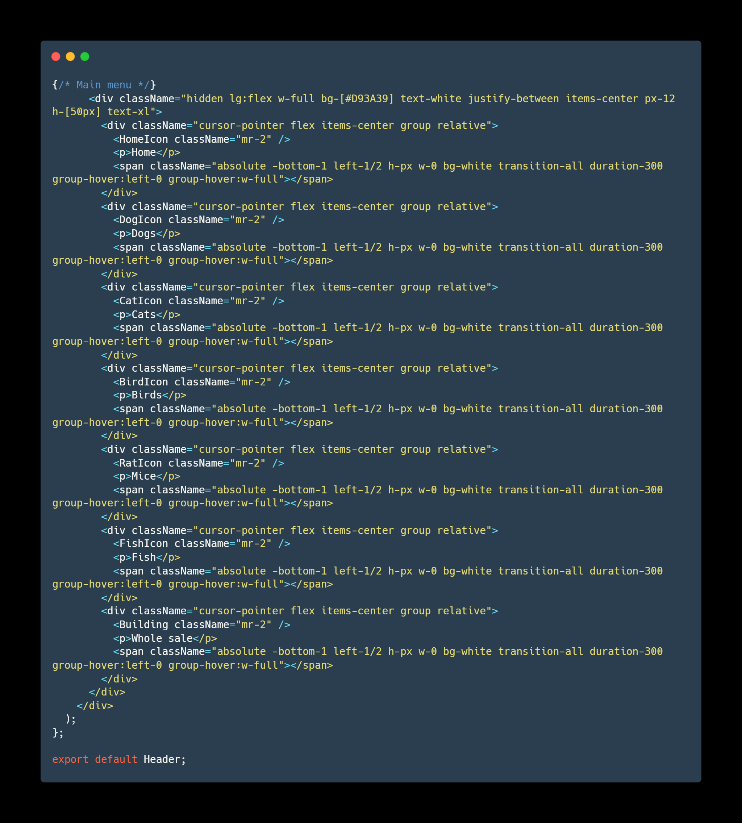 {/* Main menu */}
<div className="hidden lg:flex w-full bg-[#D93A39] text-white justify-between items-center px-12
h-[50px] text-xl">
<div className="cursor-pointer flex items-center group relative">
<HomeIcon className="mr-2" />
<p>Home</p>
<span className="absolute -bottom-1 left-1/2 h-px w-0 bg-white transition-all duration-300
group-hover:left-0 group-hover:w-full"></span>
</div>
<div className="cursor-pointer flex items-center group relative">
<DogIcon className="mr-2" />
<p>Dogs</p>
<span className="absolute -bottom-1 left-1/2 h-px w-0 bg-white transition-all duration-300
group-hover:left-0 group-hover:w-full"></span>
</div>
<div className="cursor-pointer flex items-center group relative">
<CatIcon className="mr-2" />
<p>Cats</p>
<span className="absolute -bottom-1 left-1/2 h-px w-0 bg-white transition-all duration-300
group-hover:left-0 group-hover:w-full"></span>
</div>
<div className="cursor-pointer flex items-center group relative">
<BirdIcon className="mr-2" />
<p>Birds</p>
<span className="absolute -bottom-1 left-1/2 h-px w-0 bg-white transition-all duration-300
group-hover:left-0 group-hover:w-full"></span>
</div>
<div className="cursor-pointer flex items-center group relative">
<RatIcon className="mr-2" />
<p>Mice</p>
<span className="absolute -bottom-1 left-1/2 h-px w-0 bg-white transition-all duration-300
group-hover:left-0 group-hover:w-full"></span>
</div>
<div className="cursor-pointer flex items-center group relative">
<FishIcon className="mr-2" />
<p>Fish</p>
<span className="absolute -bottom-1 left-1/2 h-px w-0 bg-white transition-all duration-300
group-hover:left-0 group-hover:w-full"></span>
</div>
<div className="cursor-pointer flex items-center group relative">
<Building className="mr-2" />
<p>Whole sale</p>
<span className="absolute -bottom-1 left-1/2 h-px w-0 bg-white transition-all duration-300
group-hover:left-0 group-hover:w-full"></span>
</div>
</div>
</div>
);
};
export default Header;